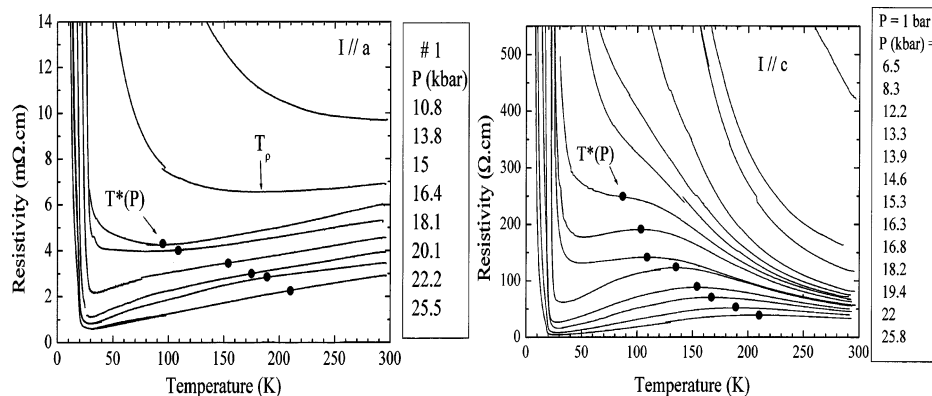 14
12
10
8
6
4
2
0
Resistivity (mΩ.cm)
I // a
Tρ
T*(P)
0 50 100 150 200 250 300
Temperature (K)
# 1
P (kbar)
10.8
13.8
15
16.4
18.1
20.1
22.2
25.5
500
400
300
200
100
0
Resistivity (Ω.cm)
I // c
T*(P)
0 50 100 150 200 250 300
Temperature (K)
P = 1 bar
P (kbar) =
6.5
8.3
12.2
13.3
13.9
14.6
15.3
16.3
16.8
18.2
19.4
22
25.8